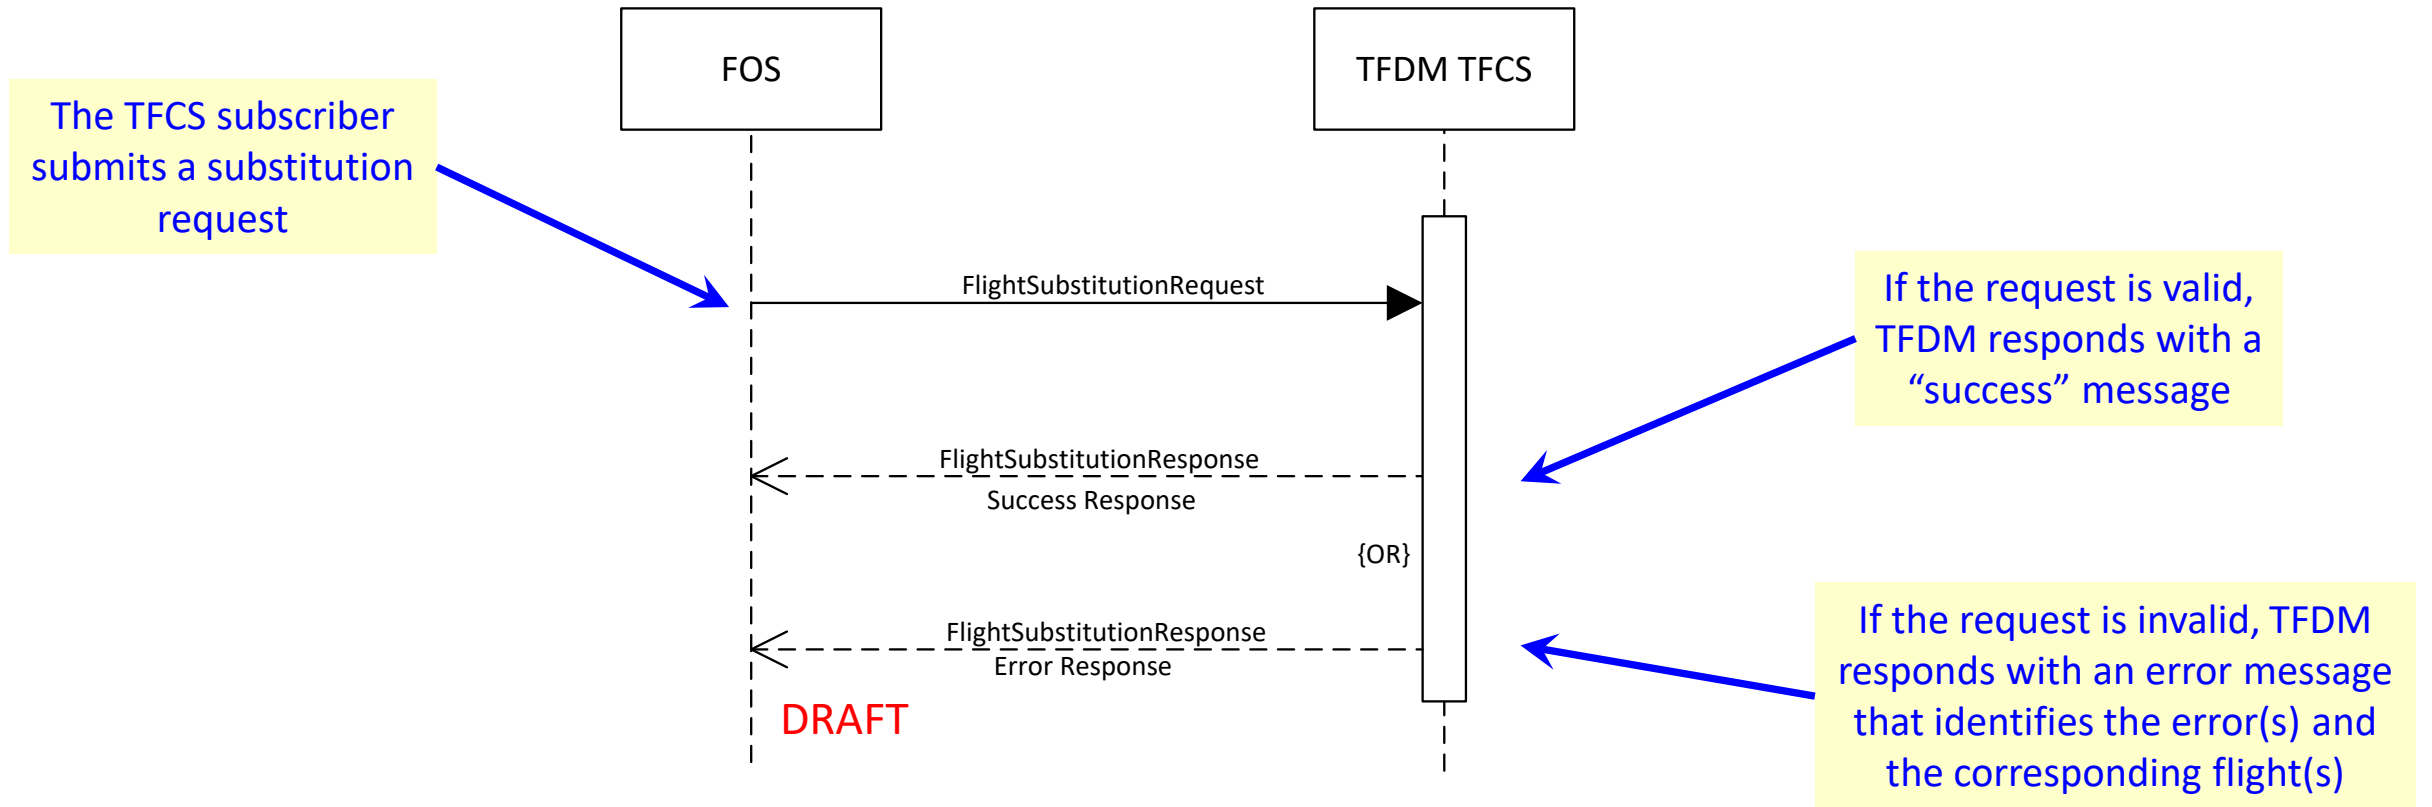 FOS
TFDM TFCS
The TFCS subscriber
submits a substitution
request
FlightSubstitutionRequest
If the request is valid,
TFDM responds with a
“success” message
FlightSubstitutionResponse
Success Response
{OR}
FlightSubstitutionResponse
Error Response
If the request is invalid, TFDM
responds with an error message
that identifies the error(s) and
the corresponding flight(s)
DRAFT